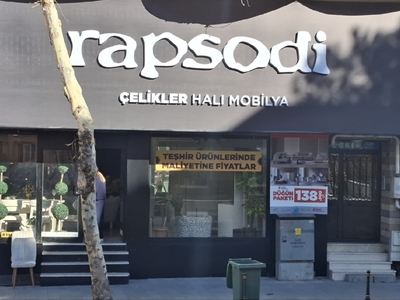 rapsodi
ÇELİKLER HALI MOBİLYA
TEŞHİR ÜRÜNLERİNDE
MALİYETİNE FİYATLAR
DÜĞÜN
PAKETİ
138